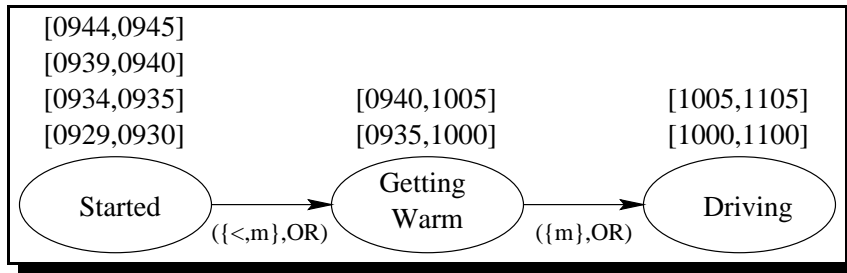 [0944,0945]
[0939,0940]
[0934,0935] [0940,1005] [1005,1105]
[0929,0930] [0935,1000] [1000,1100]
Started Getting Warm Driving
({<,m},OR) ({m},OR)